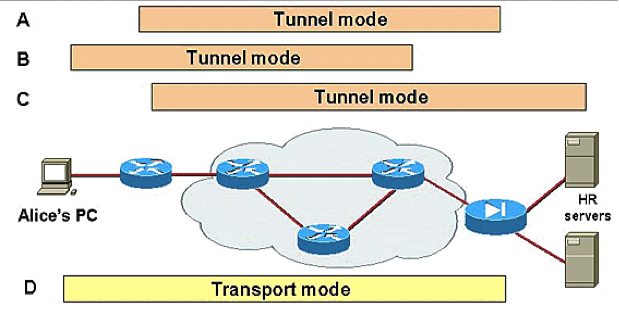 A Tunnel mode
B Tunnel mode
C Tunnel mode
Alice's PC
HR
servers
D Transport mode